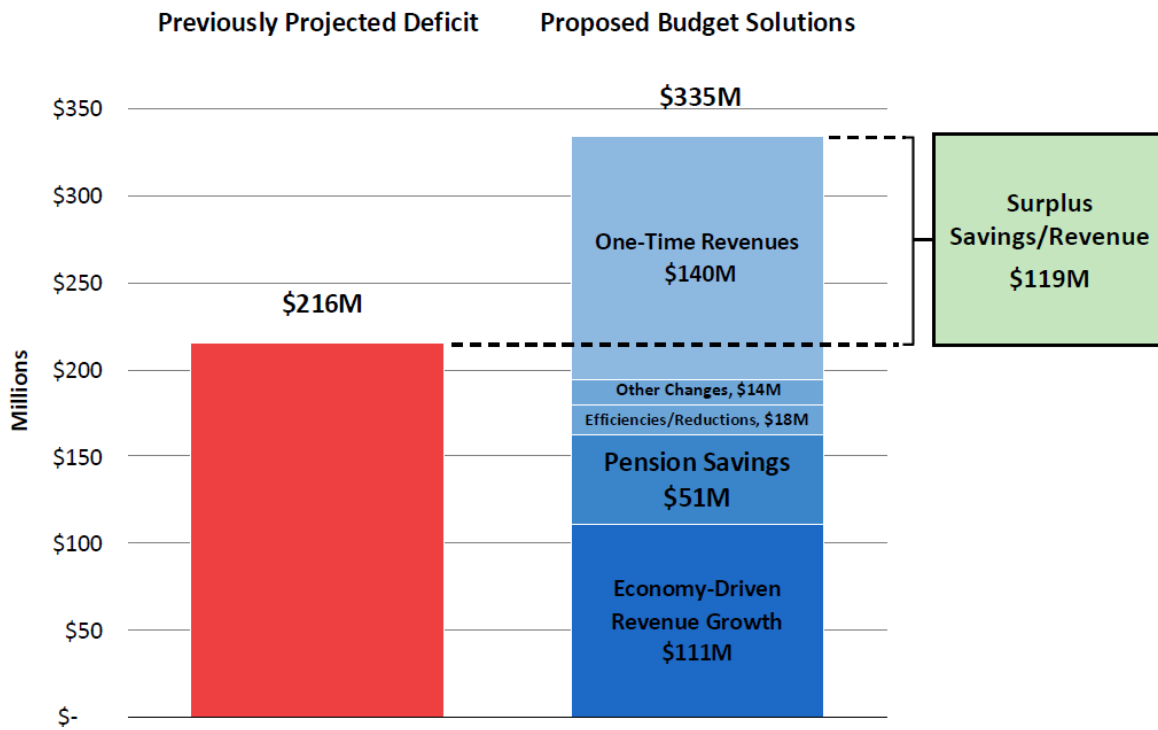 Previously Projected Deficit
Proposed Budget Solutions
Millions
$350
$300
$250
$200
$150
$100
$50
$-
$216M
$335M
One-Time Revenues
$140M
Other Changes, $14M
Efficiencies/Reductions, $18M
Pension Savings
$51M
Economy-Driven
Revenue Growth
$111M
Surplus
Savings/Revenue
$119M